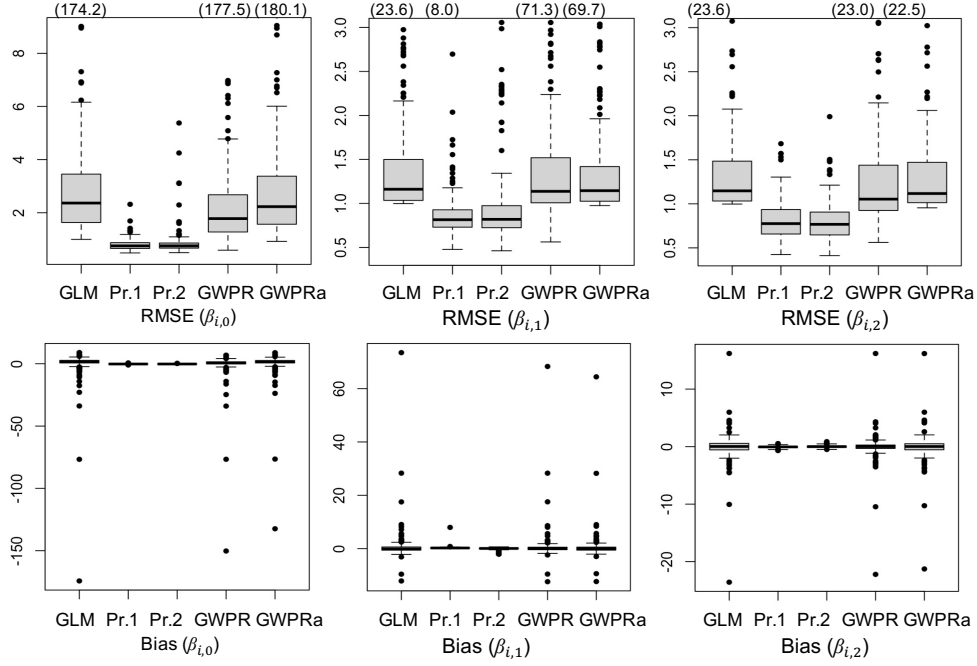 (174.2) (177.5) (180.1) (23.6) (8.0) (71.3) (69.7) (23.6) (23.0) (22.5)
8
6
4
2
3.0
2.5
2.0
1.5
1.0
0.5
3.0
2.5
2.0
1.5
1.0
0.5
GLM Pr.1 Pr.2 GWPR GWPRa
RMSE (β_{i,0})
GLM Pr.1 Pr.2 GWPR GWPRa
RMSE (β_{i,1})
GLM Pr.1 Pr.2 GWPR GWPRa
RMSE (β_{i,2})
0
-50
-100
-150
60
40
20
0
10
0
-10
-20
GLM Pr.1 Pr.2 GWPR GWPRa
Bias (β_{i,0})
GLM Pr.1 Pr.2 GWPR GWPRa
Bias (β_{i,1})
GLM Pr.1 Pr.2 GWPR GWPRa
Bias (β_{i,2})